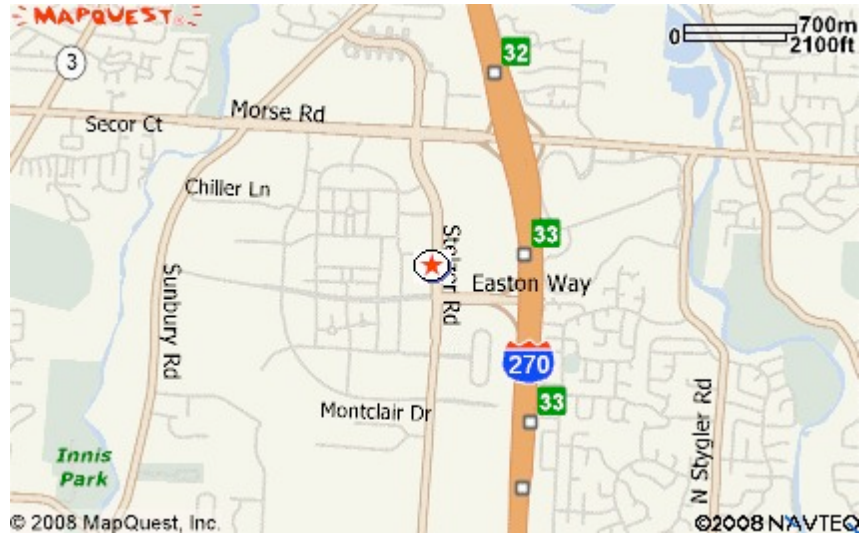 MAPQUEST
3
32
0
700m
2100ft
Morse Rd
Secor Ct
Chiller Ln
33
Sunbury Rd
Rd
Easton Way
270
33
Montclair Dr
N Stygler Rd
Innis
Park
© 2008 MapQuest, Inc.
©2008 NAVTEQ